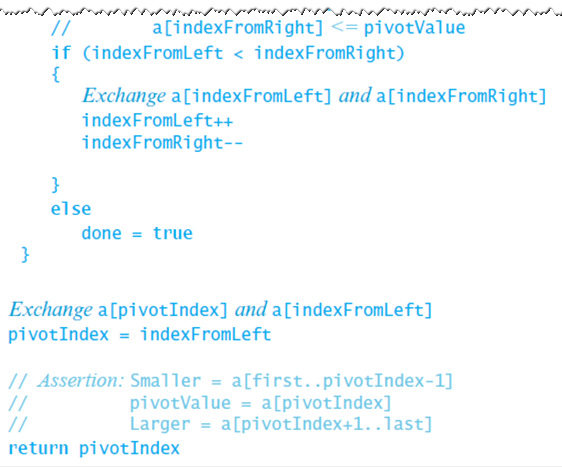 // a[indexFromRight] <= pivotValue
if (indexFromLeft < indexFromRight)
{
Exchange a[indexFromLeft] and a[indexFromRight]
indexFromLeft++
indexFromRight--
}
else
done = true
}
Exchange a[pivotIndex] and a[indexFromLeft]
pivotIndex = indexFromLeft
// Assertion: Smaller = a[first..pivotIndex-1]
// pivotValue = a[pivotIndex]
// Larger = a[pivotIndex+1..last]
return pivotIndex